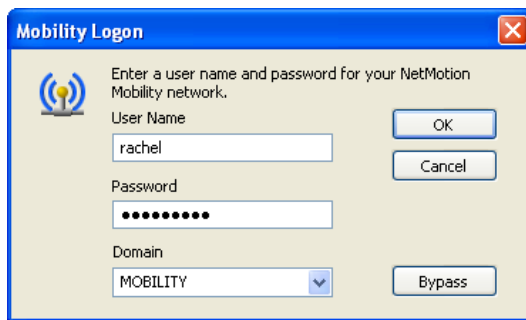 Mobility Logon
Enter a user name and password for your NetMotion
Mobility network.
User Name
rachel
OK
Cancel
Password
●●●●●●●●●
Domain
MOBILITY
Bypass